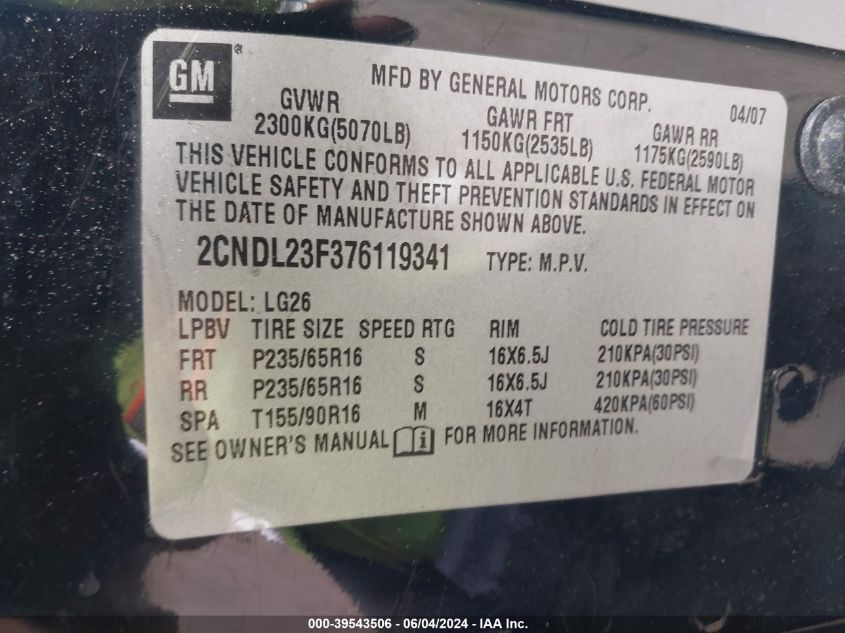 GM ®
MFD BY GENERAL MOTORS CORP.
04/07
GVWR
2300KG(5070LB)
GAWR FRT
1150KG(2535LB)
GAWR RR
1175KG(2590LB)
THIS VEHICLE CONFORMS TO ALL APPLICABLE U.S. FEDERAL MOTOR
VEHICLE SAFETY AND THEFT PREVENTION STANDARDS IN EFFECT ON
THE DATE OF MANUFACTURE SHOWN ABOVE.
2CNDL23F376119341 TYPE: M.P.V.
MODEL: LG26
LPBV TIRE SIZE SPEED RTG RIM COLD TIRE PRESSURE
FRT P235/65R16 S 16X6.5J 210KPA(30PSI)
RR P235/65R16 S 16X6.5J 210KPA(30PSI)
SPA T155/90R16 M 16X4T 420KPA(60PSI)
SEE OWNER'S MANUAL i FOR MORE INFORMATION.
000-39543506 - 06/04/2024 - IAA Inc.